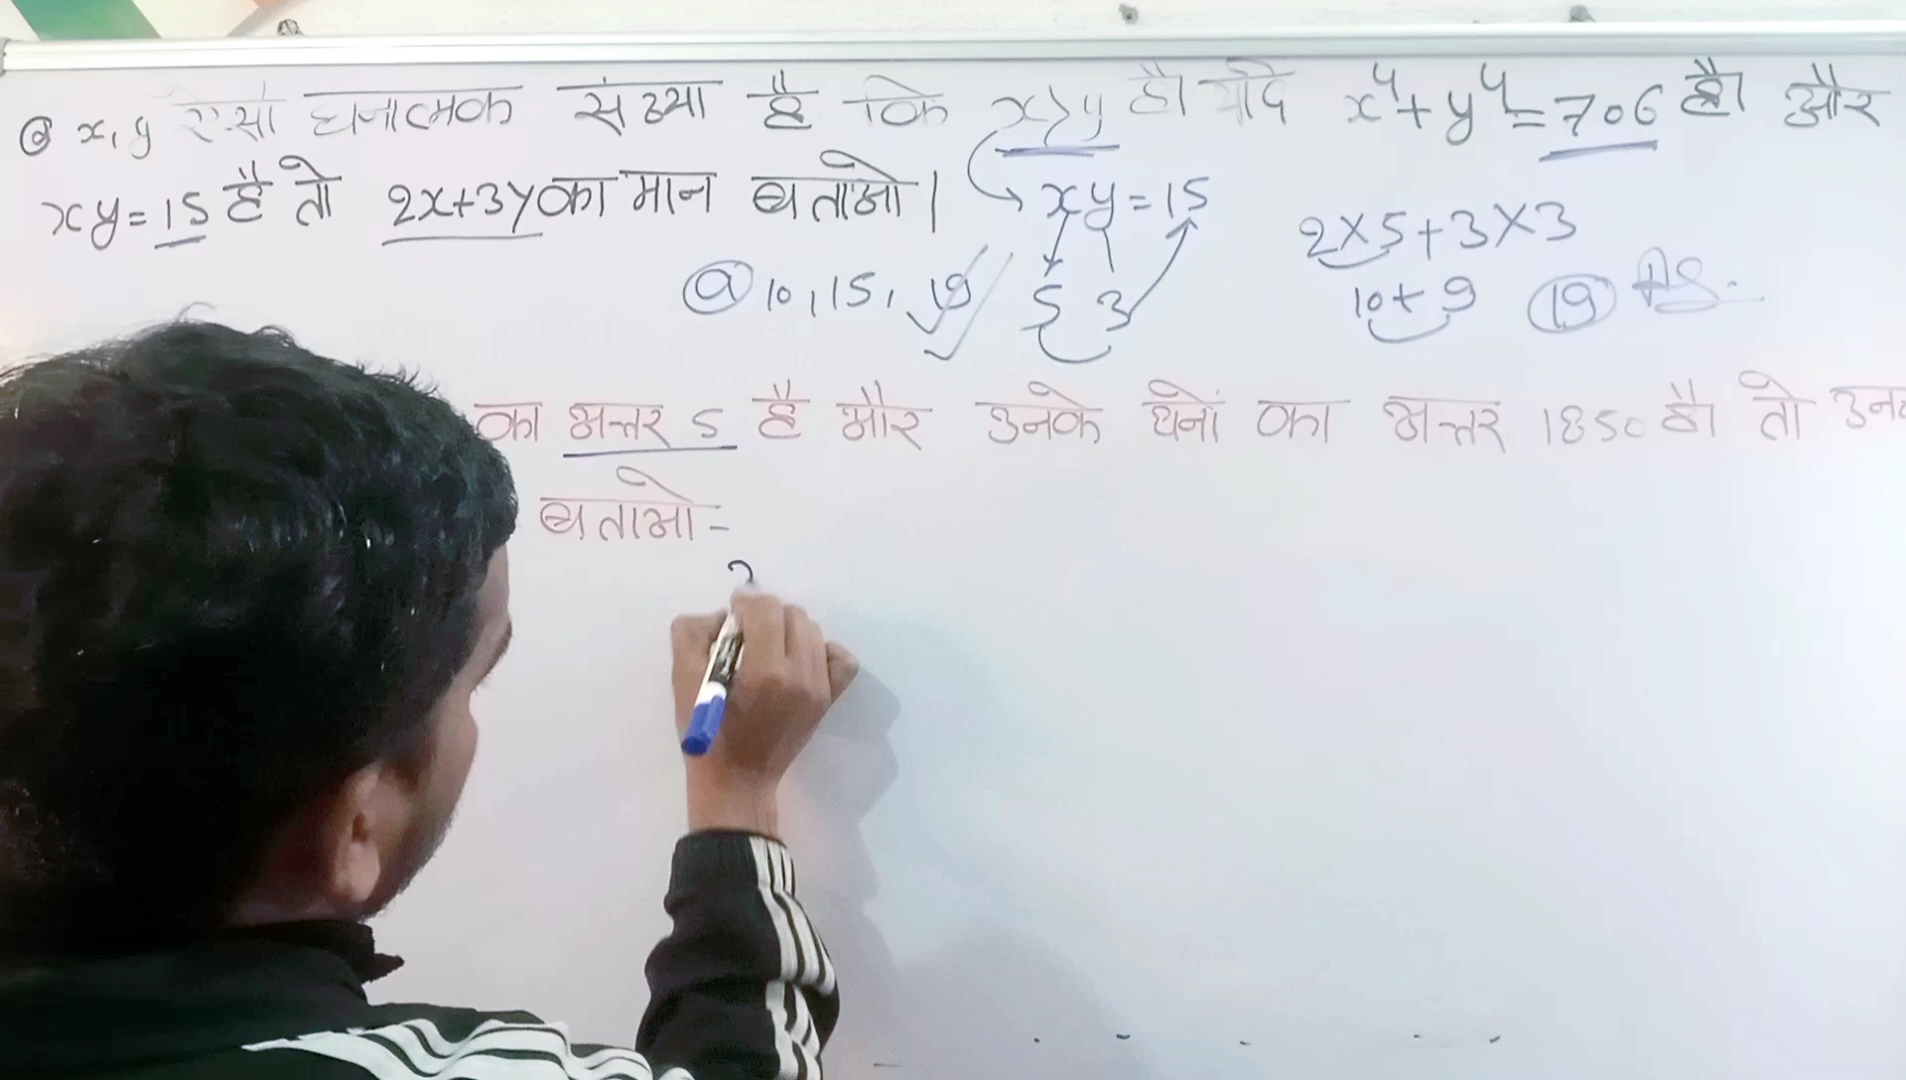 x, y ऐसी धनात्मक संख्या है कि x>y है। यदि x⁴+y⁴=706 है। और
xy=15 है तो 2x+3y का मान बताओ।
xy=15
5 3
2×5+3×3
@ 10, 15, 19
10+9 19 As.
का अन्तर 5 है और उनके घनों का अन्तर 1850 है। तो
बताओ-